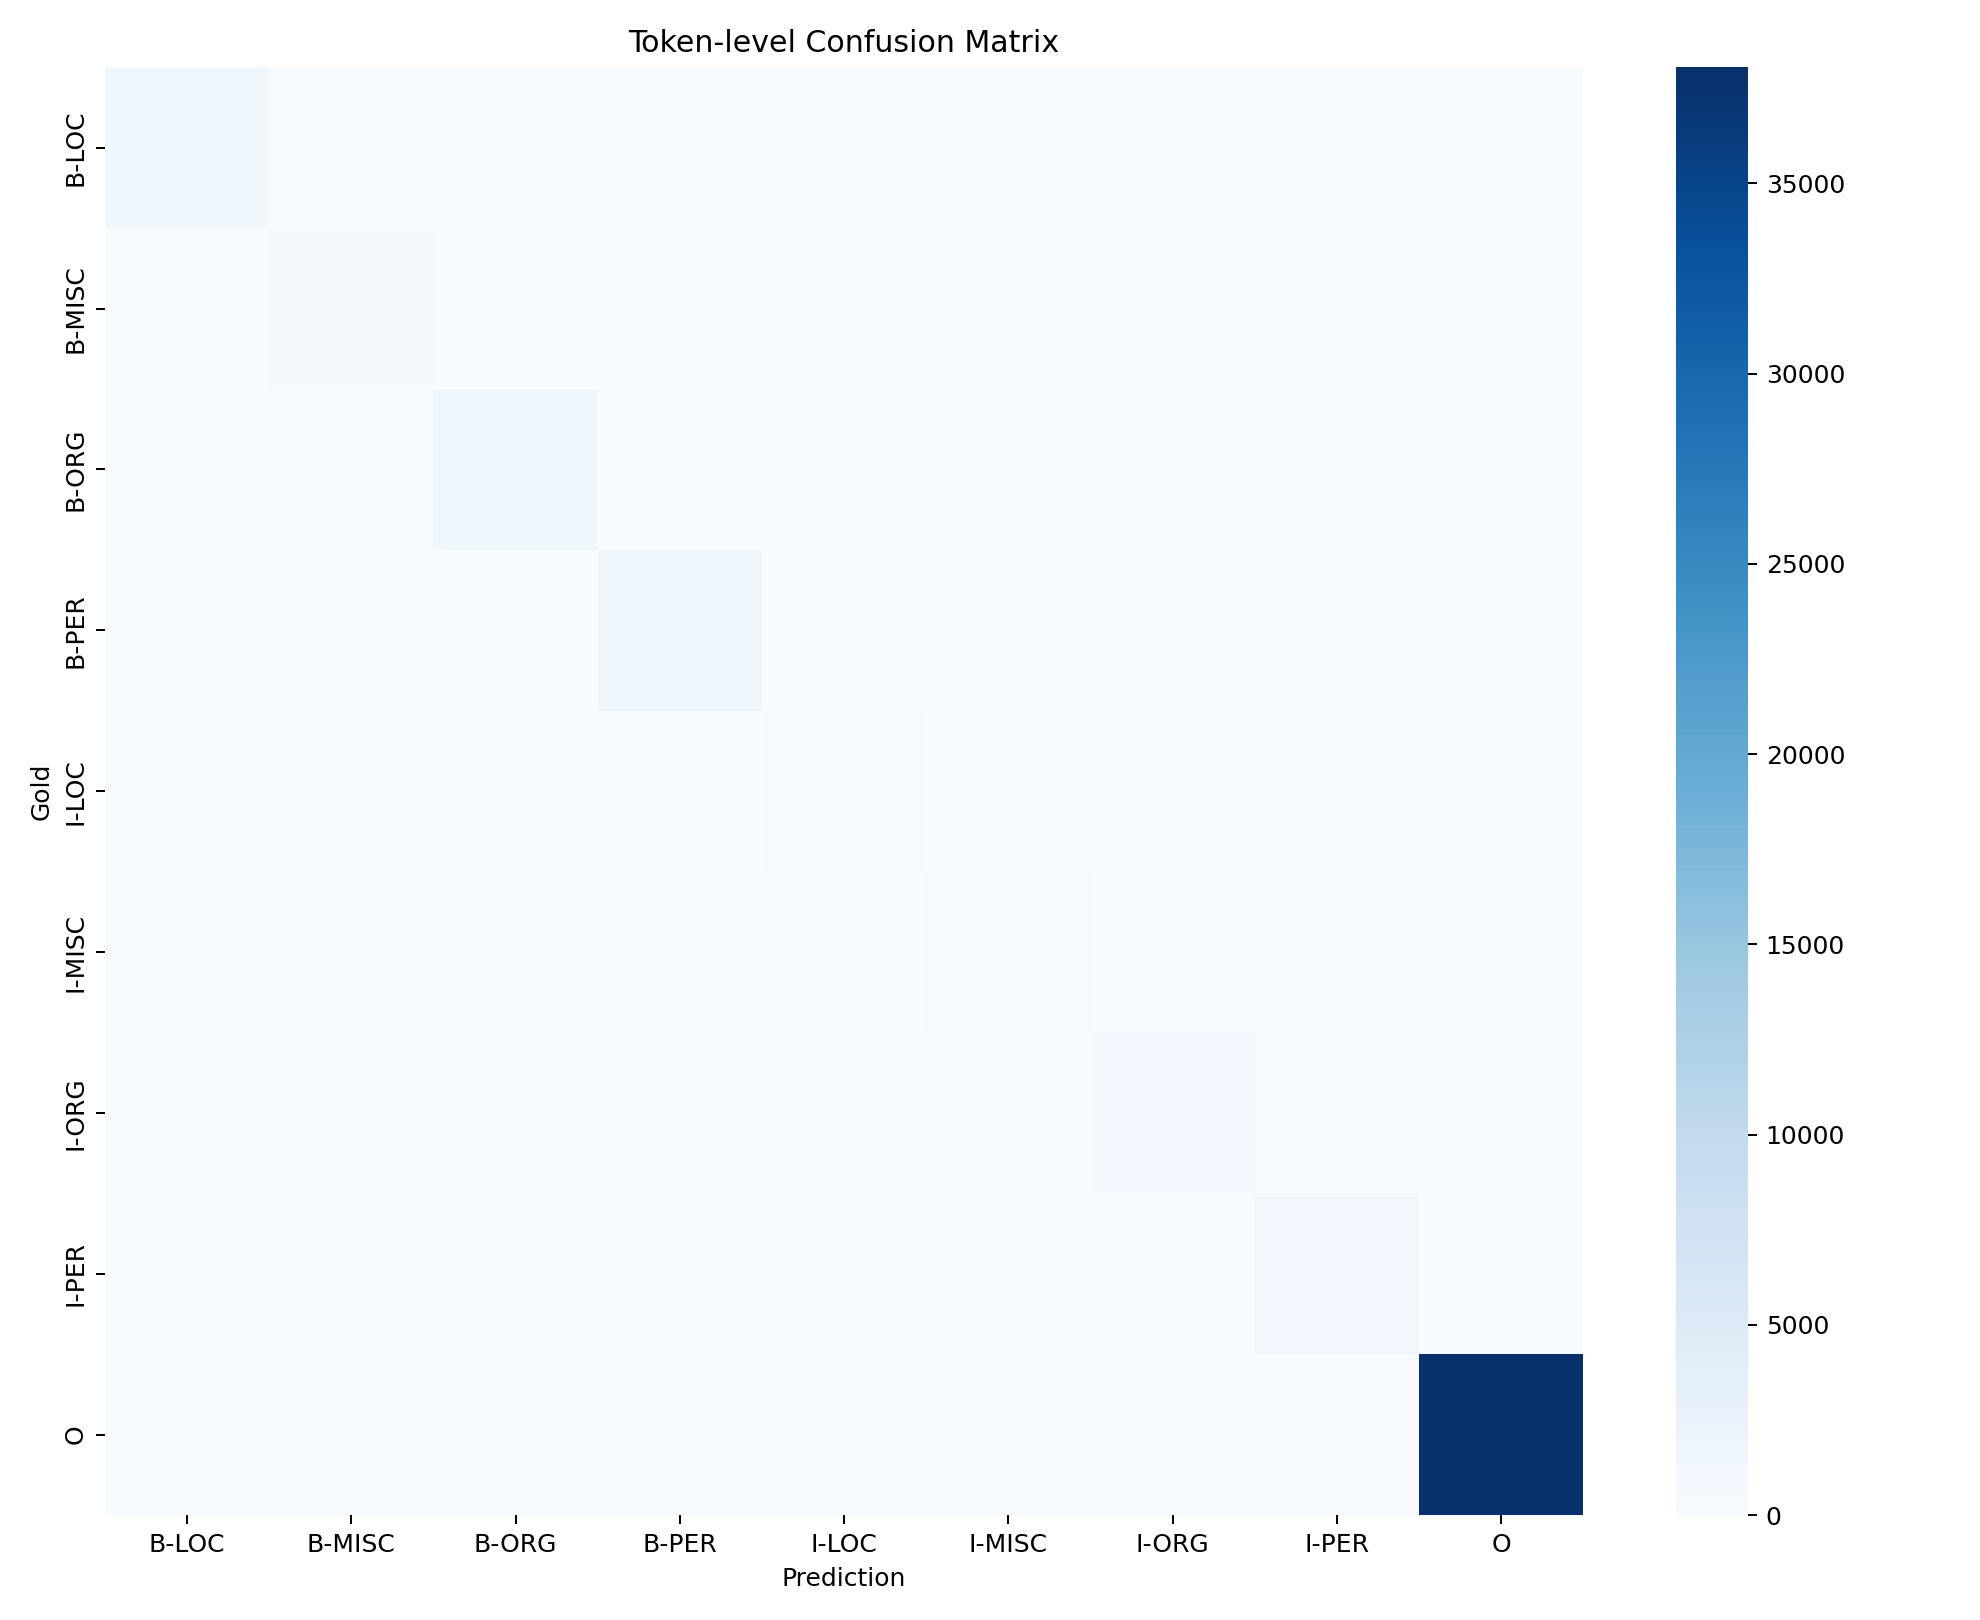 Token-level Confusion Matrix
Gold
B-LOC
B-MISC
B-ORG
B-PER
I-LOC
I-MISC
I-ORG
I-PER
O
B-LOC B-MISC B-ORG B-PER I-LOC I-MISC I-ORG I-PER O
Prediction
35000
30000
25000
20000
15000
10000
5000
0